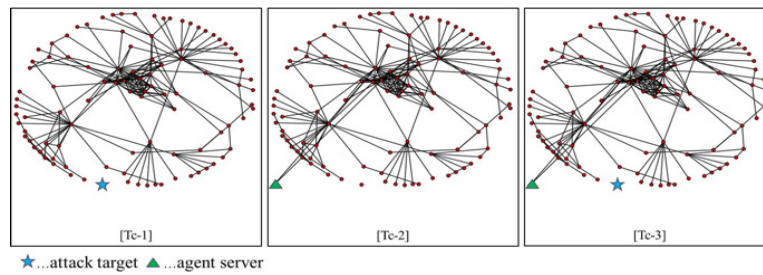 [Tc-1] [Tc-2] [Tc-3]
...attack target ...agent server